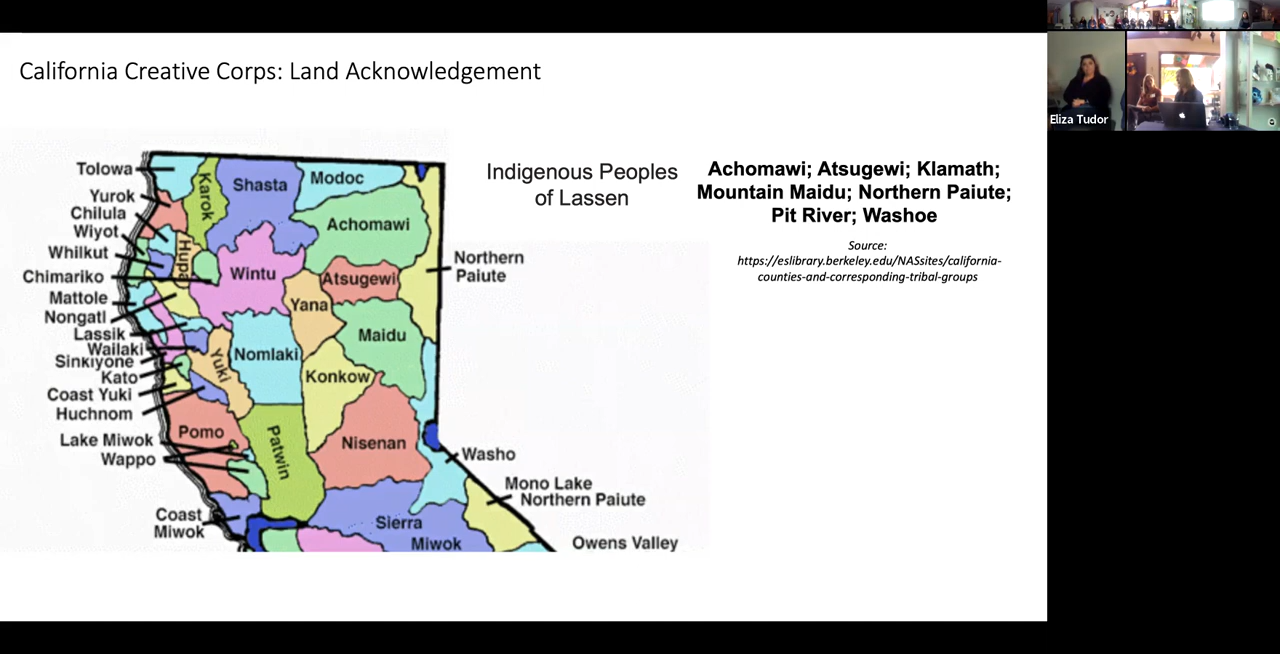 California Creative Corps: Land Acknowledgement
Indigenous Peoples
of Lassen
Achomawi; Atsugewi; Klamath;
Mountain Maidu; Northern Paiute;
Pit River; Washoe
Source:
https://eslibrary.berkeley.edu/NASsites/california-
counties-and-corresponding-tribal-groups
Tolowa
Yurok
Chilula
Wiyot
Whilkut
Chimariko
Mattole
Nongatl
Lassik
Wailaki
Sinkiyone
Kato
Coast Yuki
Huchnom
Lake Miwok
Wappo
Coast
Miwok
Karok
Shasta
Modoc
Achomawi
Hupa
Wintu
Atsugewi
Yana
Northern
Paiute
Maidu
Nomlaki
Yuki
Konkow
Pomo
Patwin
Nisenan
Washo
Mono Lake
Northern Paiute
Sierra
Miwok
Owens Valley
Eliza Tudor